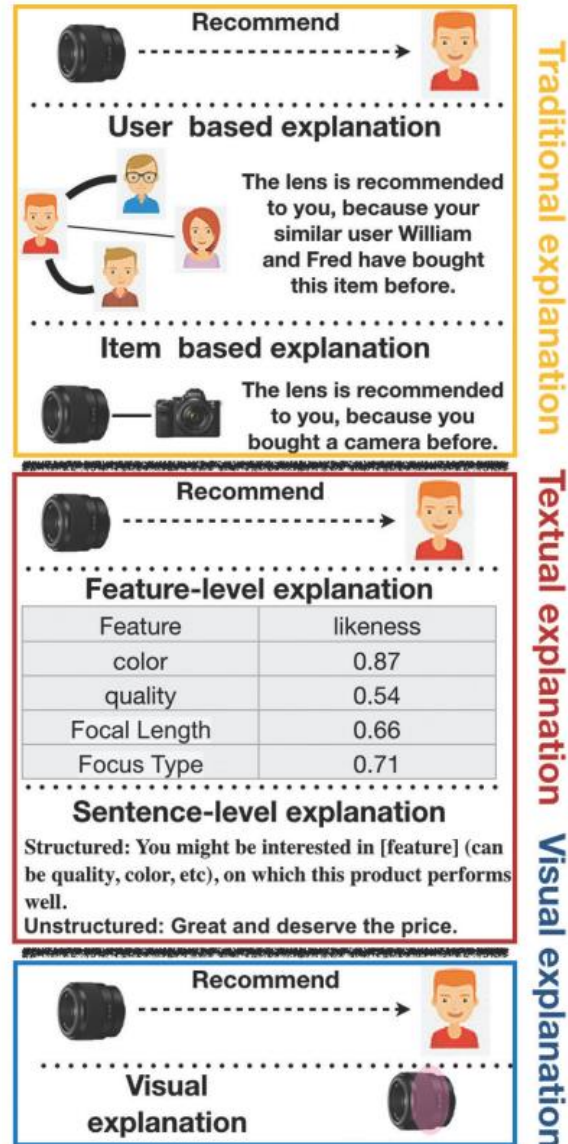 Recommend
User based explanation
The lens is recommended
to you, because your
similar user William
and Fred have bought
this item before.
Item based explanation
The lens is recommended
to you, because you
bought a camera before.
Traditional explanation
Recommend
Feature-level explanation
Feature likeness
color 0.87
quality 0.54
Focal Length 0.66
Focus Type 0.71
Sentence-level explanation
Structured: You might be interested in [feature] (can
be quality, color, etc), on which this product performs
well.
Unstructured: Great and deserve the price.
Textual explanation
Recommend
Visual
explanation
Visual explanation